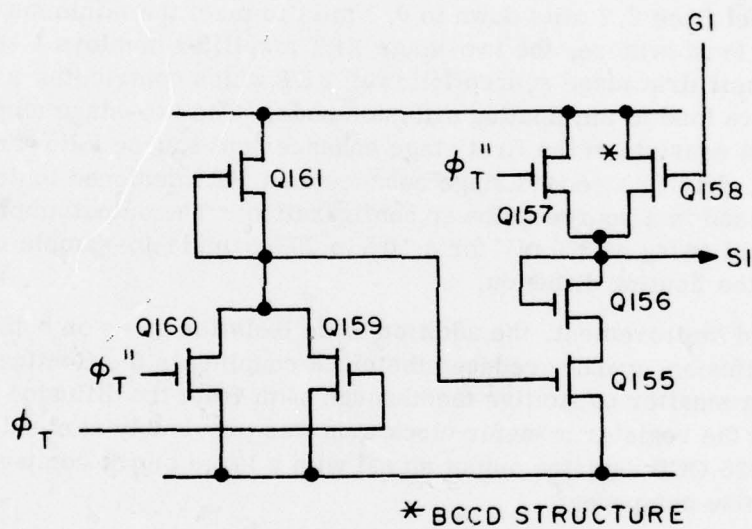 G1
φT"
*
Q161
Q157
Q158
S1
Q160
Q159
Q156
φT"
Q155
φT
* BCCD STRUCTURE